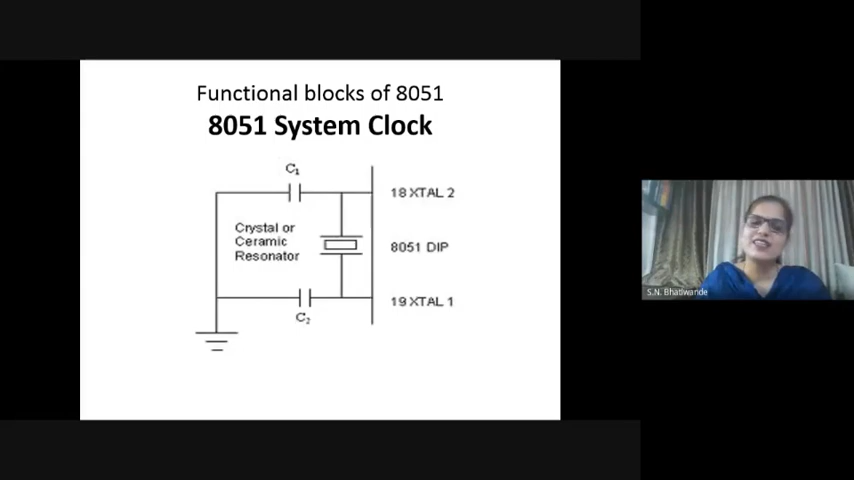 Functional blocks of 8051
8051 System Clock
C1
18 XTAL 2
Crystal or
Ceramic
Resonator
8051 DIP
19 XTAL 1
C2
S.N. Bhatlwande